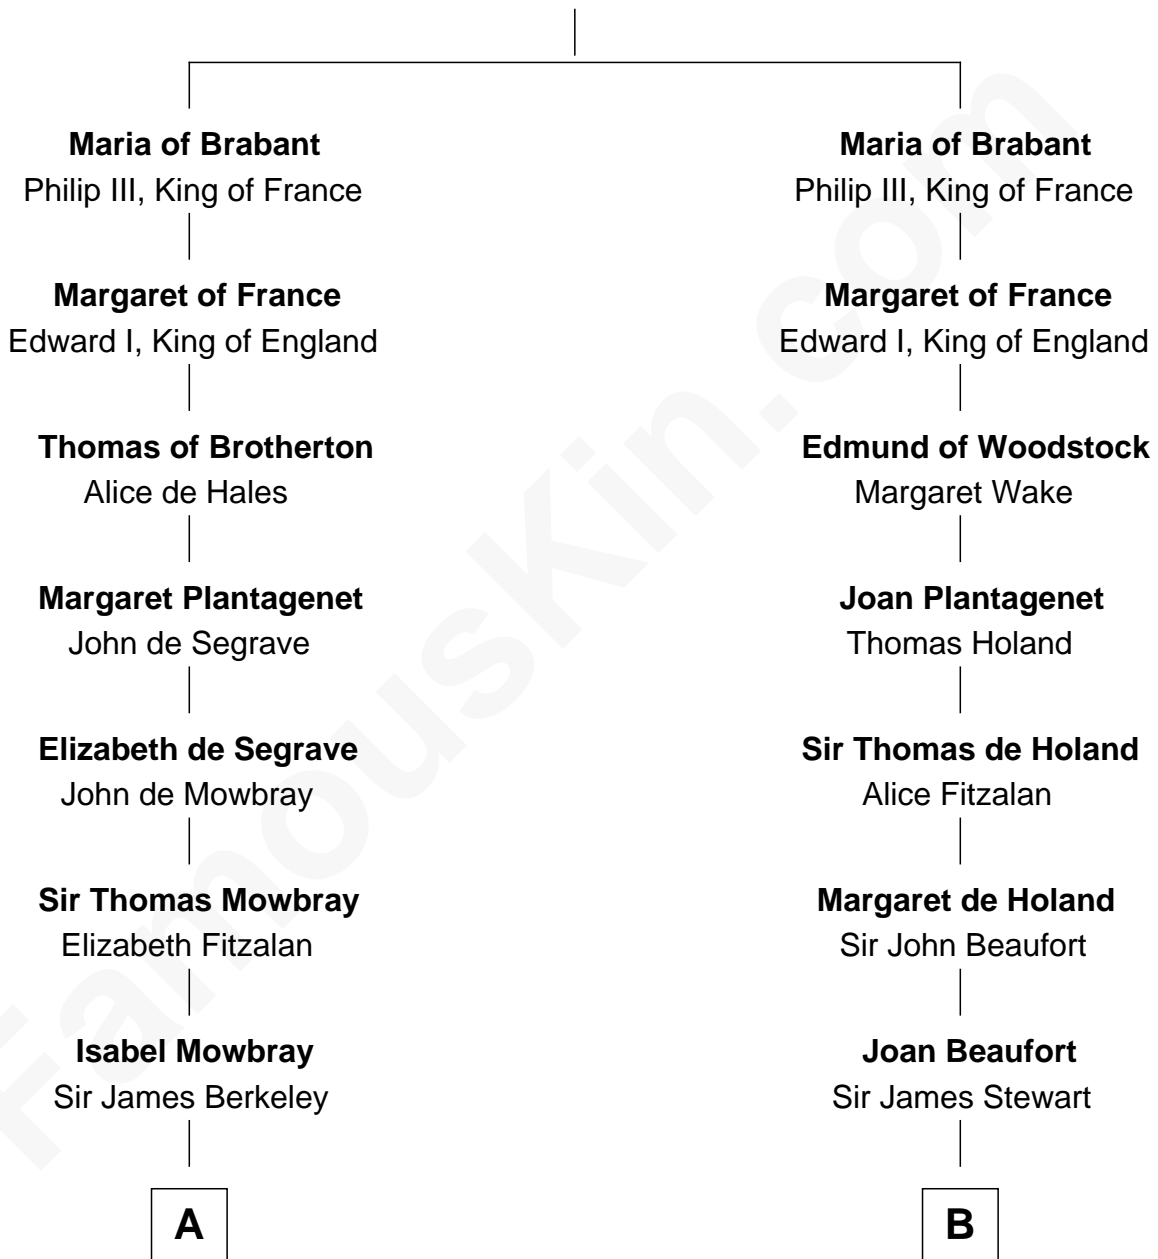 Maria of Brabant
Philip III, King of France
Margaret of France
Edward I, King of England
Thomas of Brotherton
Alice de Hales
Margaret Plantagenet
John de Segrave
Elizabeth de Segrave
John de Mowbray
Sir Thomas Mowbray
Elizabeth Fitzalan
Isabel Mowbray
Sir James Berkeley
A
Maria of Brabant
Philip III, King of France
Margaret of France
Edward I, King of England
Edmund of Woodstock
Margaret Wake
Joan Plantagenet
Thomas Holand
Sir Thomas de Holand
Alice Fitzalan
Margaret de Holand
Sir John Beaufort
Joan Beaufort
Sir James Stewart
B
FamousKin.com